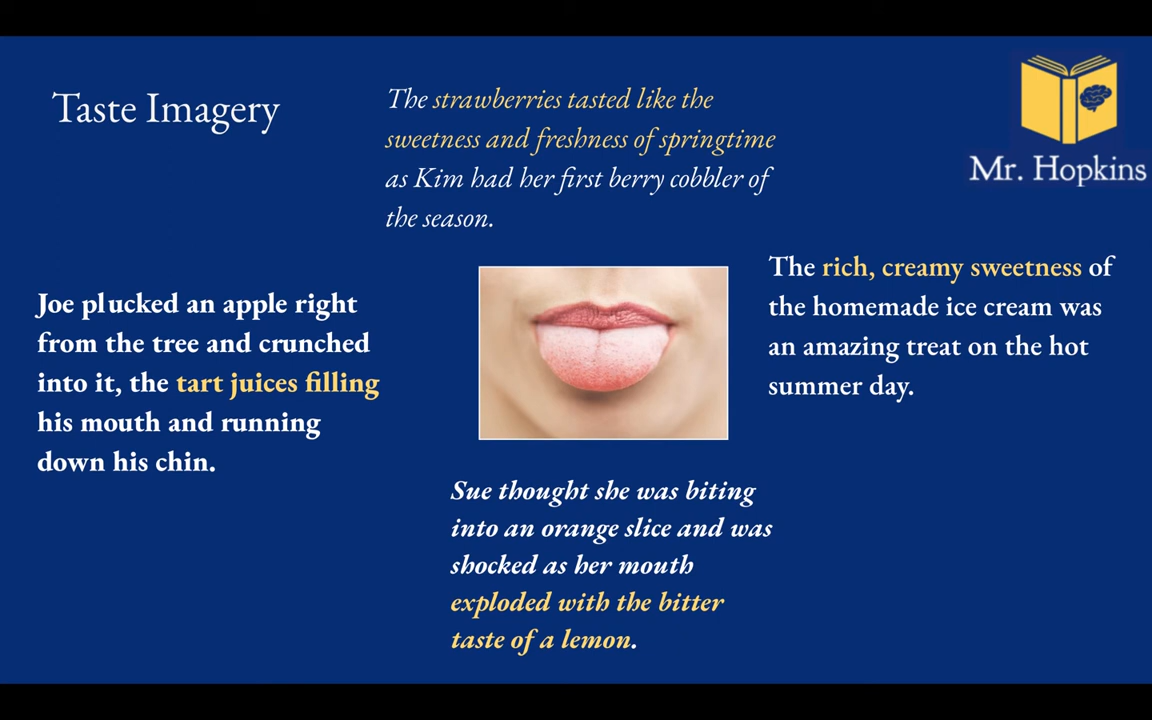 Taste Imagery
The strawberries tasted like the
sweetness and freshness of springtime
as Kim had her first berry cobbler of
the season.
Mr. Hopkins
Joe plucked an apple right
from the tree and crunched
into it, the tart juices filling
his mouth and running
down his chin.
The rich, creamy sweetness of
the homemade ice cream was
an amazing treat on the hot
summer day.
Sue thought she was biting
into an orange slice and was
shocked as her mouth
exploded with the bitter
taste of a lemon.